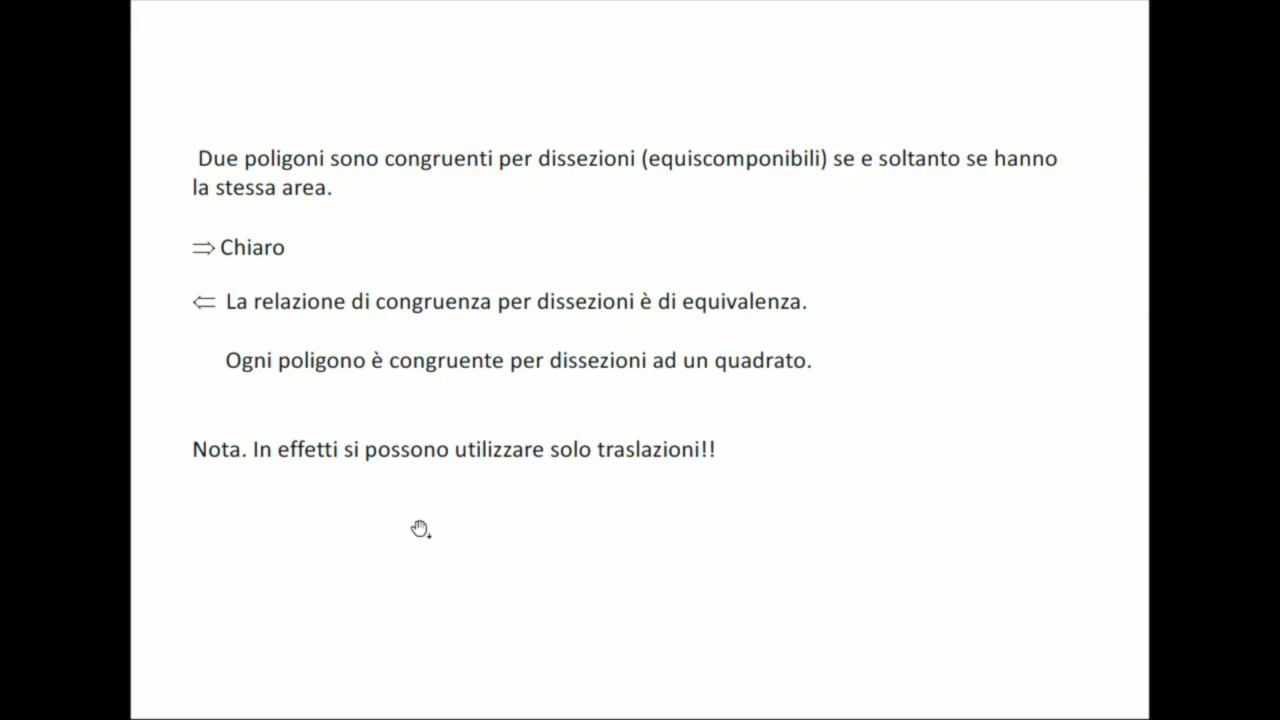 Due poligoni sono congruenti per dissezioni (equiscomponibili) se e soltanto se hanno
la stessa area.
⇒ Chiaro
⇐ La relazione di congruenza per dissezioni è di equivalenza.
Ogni poligono è congruente per dissezioni ad un quadrato.
Nota. In effetti si possono utilizzare solo traslazioni!!